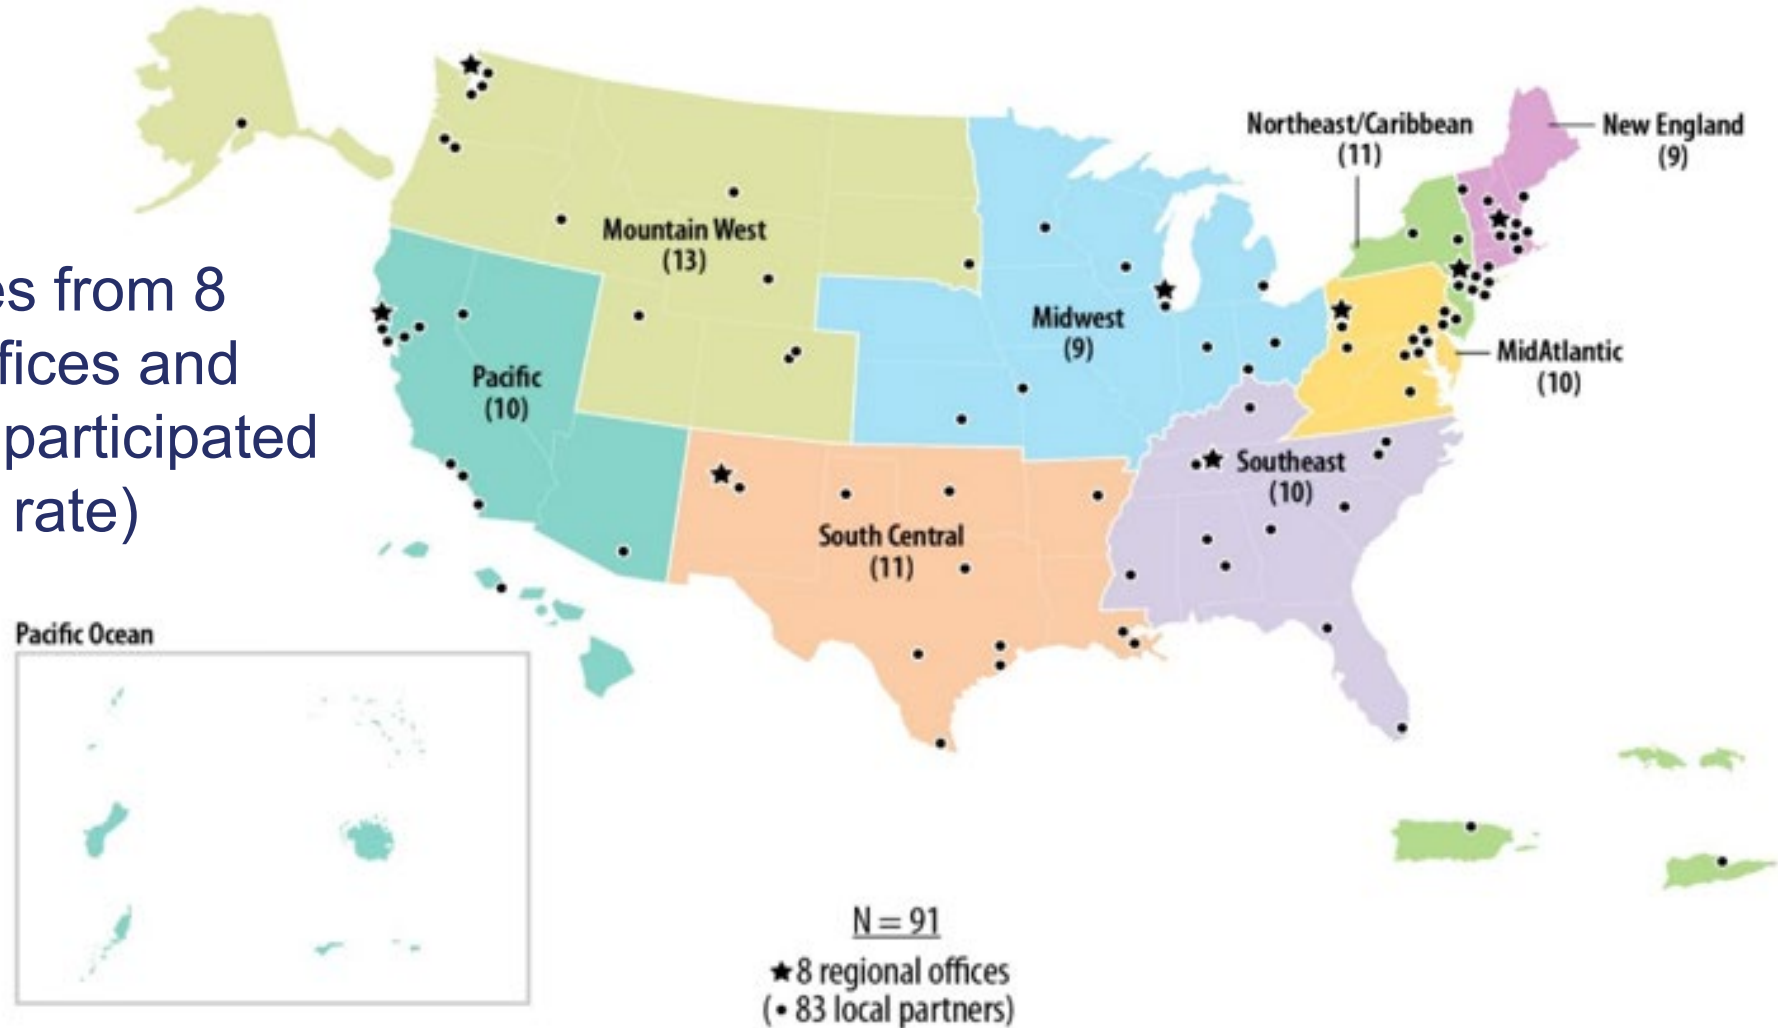 es from 8
fices and
participated
rate)
Northeast/Caribbean
(11)
New England
(9)
Mountain West
(13)
Midwest
(9)
MidAtlantic
(10)
Pacific
(10)
Southeast
(10)
South Central
(11)
Pacific Ocean
N = 91
★8 regional offices
(• 83 local partners)